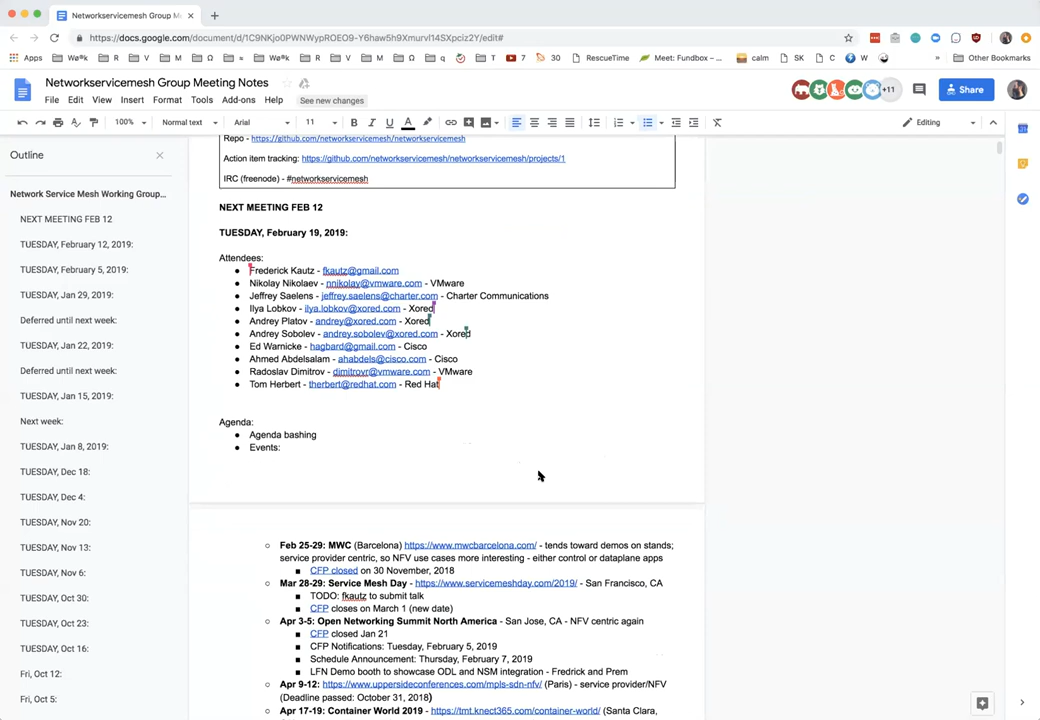 Networkservicemesh Group M
https://docs.google.com/document/d/1C9NKjo0PWNWypROEO9-Y6haw5h9Xmurvl14SXpciz2Y/edit#
Apps R V M Ω ≈ R V M Ω q T 7 30 RescueTime Meet: Fundbox –... calm SK C W » Other Bookmarks
Networkservicemesh Group Meeting Notes
File Edit View Insert Format Tools Add-ons Help See new changes
+11 Share
100% Normal text Arial 11 B I U A Editing
Outline
Network Service Mesh Working Group...
NEXT MEETING FEB 12
TUESDAY, February 12, 2019:
TUESDAY, February 5, 2019:
TUESDAY, Jan 29, 2019:
Deferred until next week:
TUESDAY, Jan 22, 2019:
Deferred until next week:
TUESDAY, Jan 15, 2019:
Next week:
TUESDAY, Jan 8, 2019:
TUESDAY, Dec 18:
TUESDAY, Dec 4:
TUESDAY, Nov 20:
TUESDAY, Nov 13:
TUESDAY, Nov 6:
TUESDAY, Oct 30:
TUESDAY, Oct 23:
TUESDAY, Oct 16:
Fri, Oct 12:
Fri, Oct 5:
Repo - https://github.com/networkservicemesh/networkservicemesh
Action item tracking: https://github.com/networkservicemesh/networkservicemesh/projects/1
IRC (freenode) - #networkservicemesh
NEXT MEETING FEB 12
TUESDAY, February 19, 2019:
Attendees:
● Frederick Kautz - fkautz@gmail.com
● Nikolay Nikolaev - nnikolay@vmware.com - VMware
● Jeffrey Saelens - jeffrey.saelens@charter.com - Charter Communications
● Ilya Lobkov - ilya.lobkov@xored.com - Xored
● Andrey Platov - andrey@xored.com - Xored
● Andrey Sobolev - andrey.sobolev@xored.com - Xored
● Ed Warnicke - hagbard@gmail.com - Cisco
● Ahmed Abdelsalam - ahabdels@cisco.com - Cisco
● Radoslav Dimitrov - dimitrovr@vmware.com - VMware
● Tom Herbert - therbert@redhat.com - Red Hat
Agenda:
● Agenda bashing
● Events:
○ Feb 25-29: MWC (Barcelona) https://www.mwcbarcelona.com/ - tends toward demos on stands;
service provider centric, so NFV use cases more interesting - either control or dataplane apps
■ CFP closed on 30 November, 2018
○ Mar 28-29: Service Mesh Day - https://www.servicemeshday.com/2019/ - San Francisco, CA
■ TODO: fkautz to submit talk
■ CFP closes on March 1 (new date)
○ Apr 3-5: Open Networking Summit North America - San Jose, CA - NFV centric again
■ CFP closed Jan 21
■ CFP Notifications: Tuesday, February 5, 2019
■ Schedule Announcement: Thursday, February 7, 2019
■ LFN Demo booth to showcase ODL and NSM integration - Fredrick and Prem
○ Apr 9-12: https://www.uppersideconferences.com/mpls-sdn-nfv/ (Paris) - service provider/NFV
(Deadline passed: October 31, 2018)
○ Apr 17-19: Container World 2019 - https://tmt.knect365.com/container-world/ (Santa Clara,